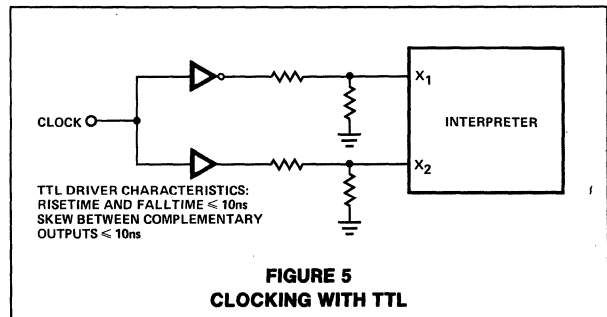 X1
CLOCK
INTERPRETER
X2
TTL DRIVER CHARACTERISTICS:
RISETIME AND FALLTIME ⩽ 10ns
SKEW BETWEEN COMPLEMENTARY
OUTPUTS ⩽ 10ns
FIGURE 5
CLOCKING WITH TTL